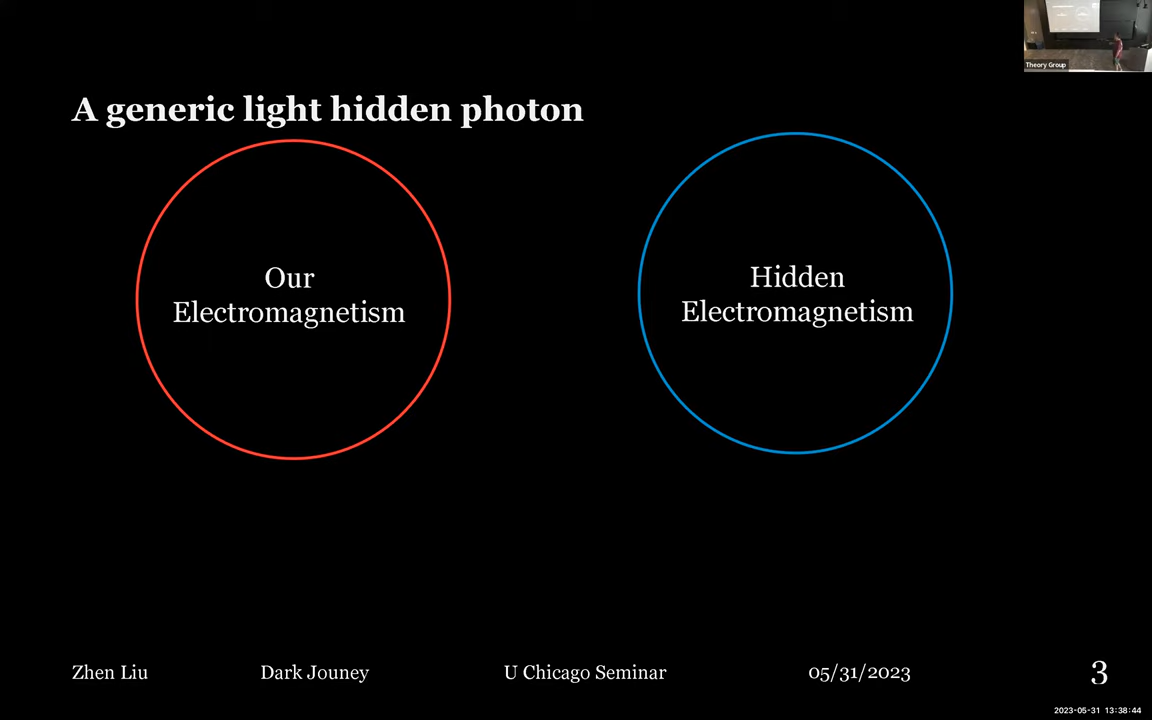 Theory Group
A generic light hidden photon
Our
Electromagnetism
Hidden
Electromagnetism
Zhen Liu
Dark Jouney
U Chicago Seminar
05/31/2023
3
2023-05-31 13:38:44